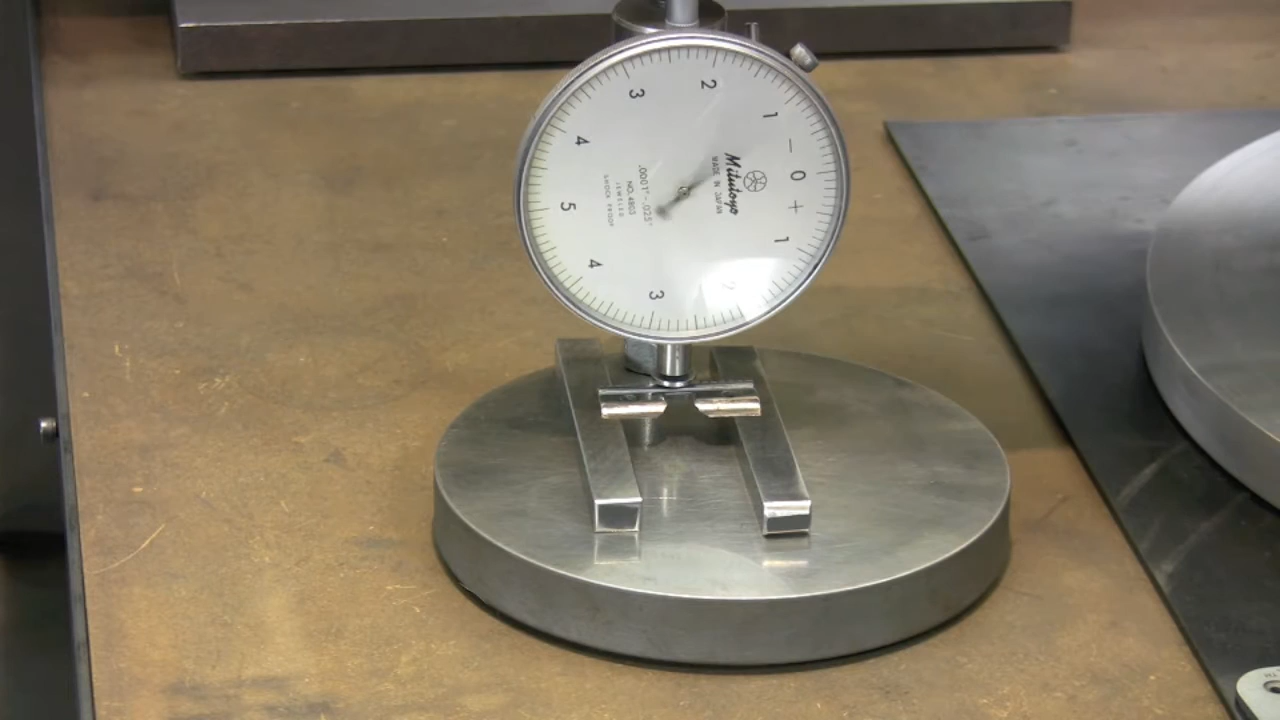 0
+
1
2
3
4
5
4
3
2
1
−
Mitutoyo
MADE IN JAPAN
.0001"-.025"
NO.4803
JEWELED
SHOCK PROOF